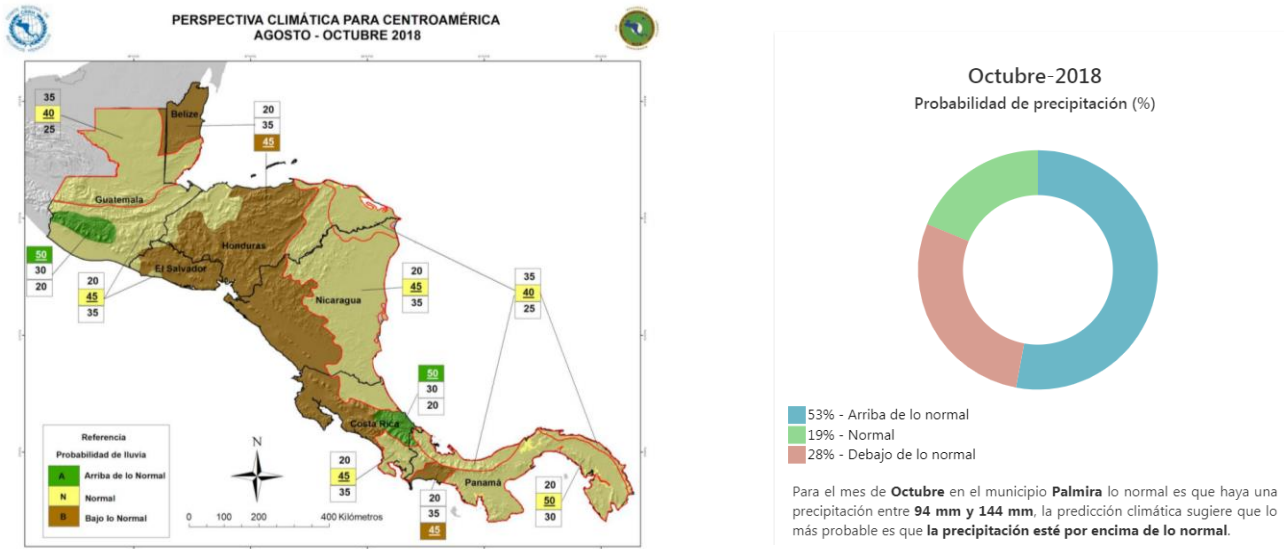 PERSPECTIVA CLIMÁTICA PARA CENTROAMÉRICA
AGOSTO - OCTUBRE 2018
35
40
25
Belize
20
35
45
Guatemala
50
30
20
Honduras
El Salvador
20
45
35
Nicaragua
20
45
35
35
40
25
50
30
20
Costa Rica
20
45
35
Panamá
20
35
45
20
50
30
Referencia
Probabilidad de lluvia
A Arriba de lo Normal
N Normal
B Bajo lo Normal
N
0 100 200 400 Kilómetros
Octubre-2018
Probabilidad de precipitación (%)
53% - Arriba de lo normal
19% - Normal
28% - Debajo de lo normal
Para el mes de Octubre en el municipio Palmira lo normal es que haya una
precipitación entre 94 mm y 144 mm, la predicción climática sugiere que lo
más probable es que la precipitación esté por encima de lo normal.